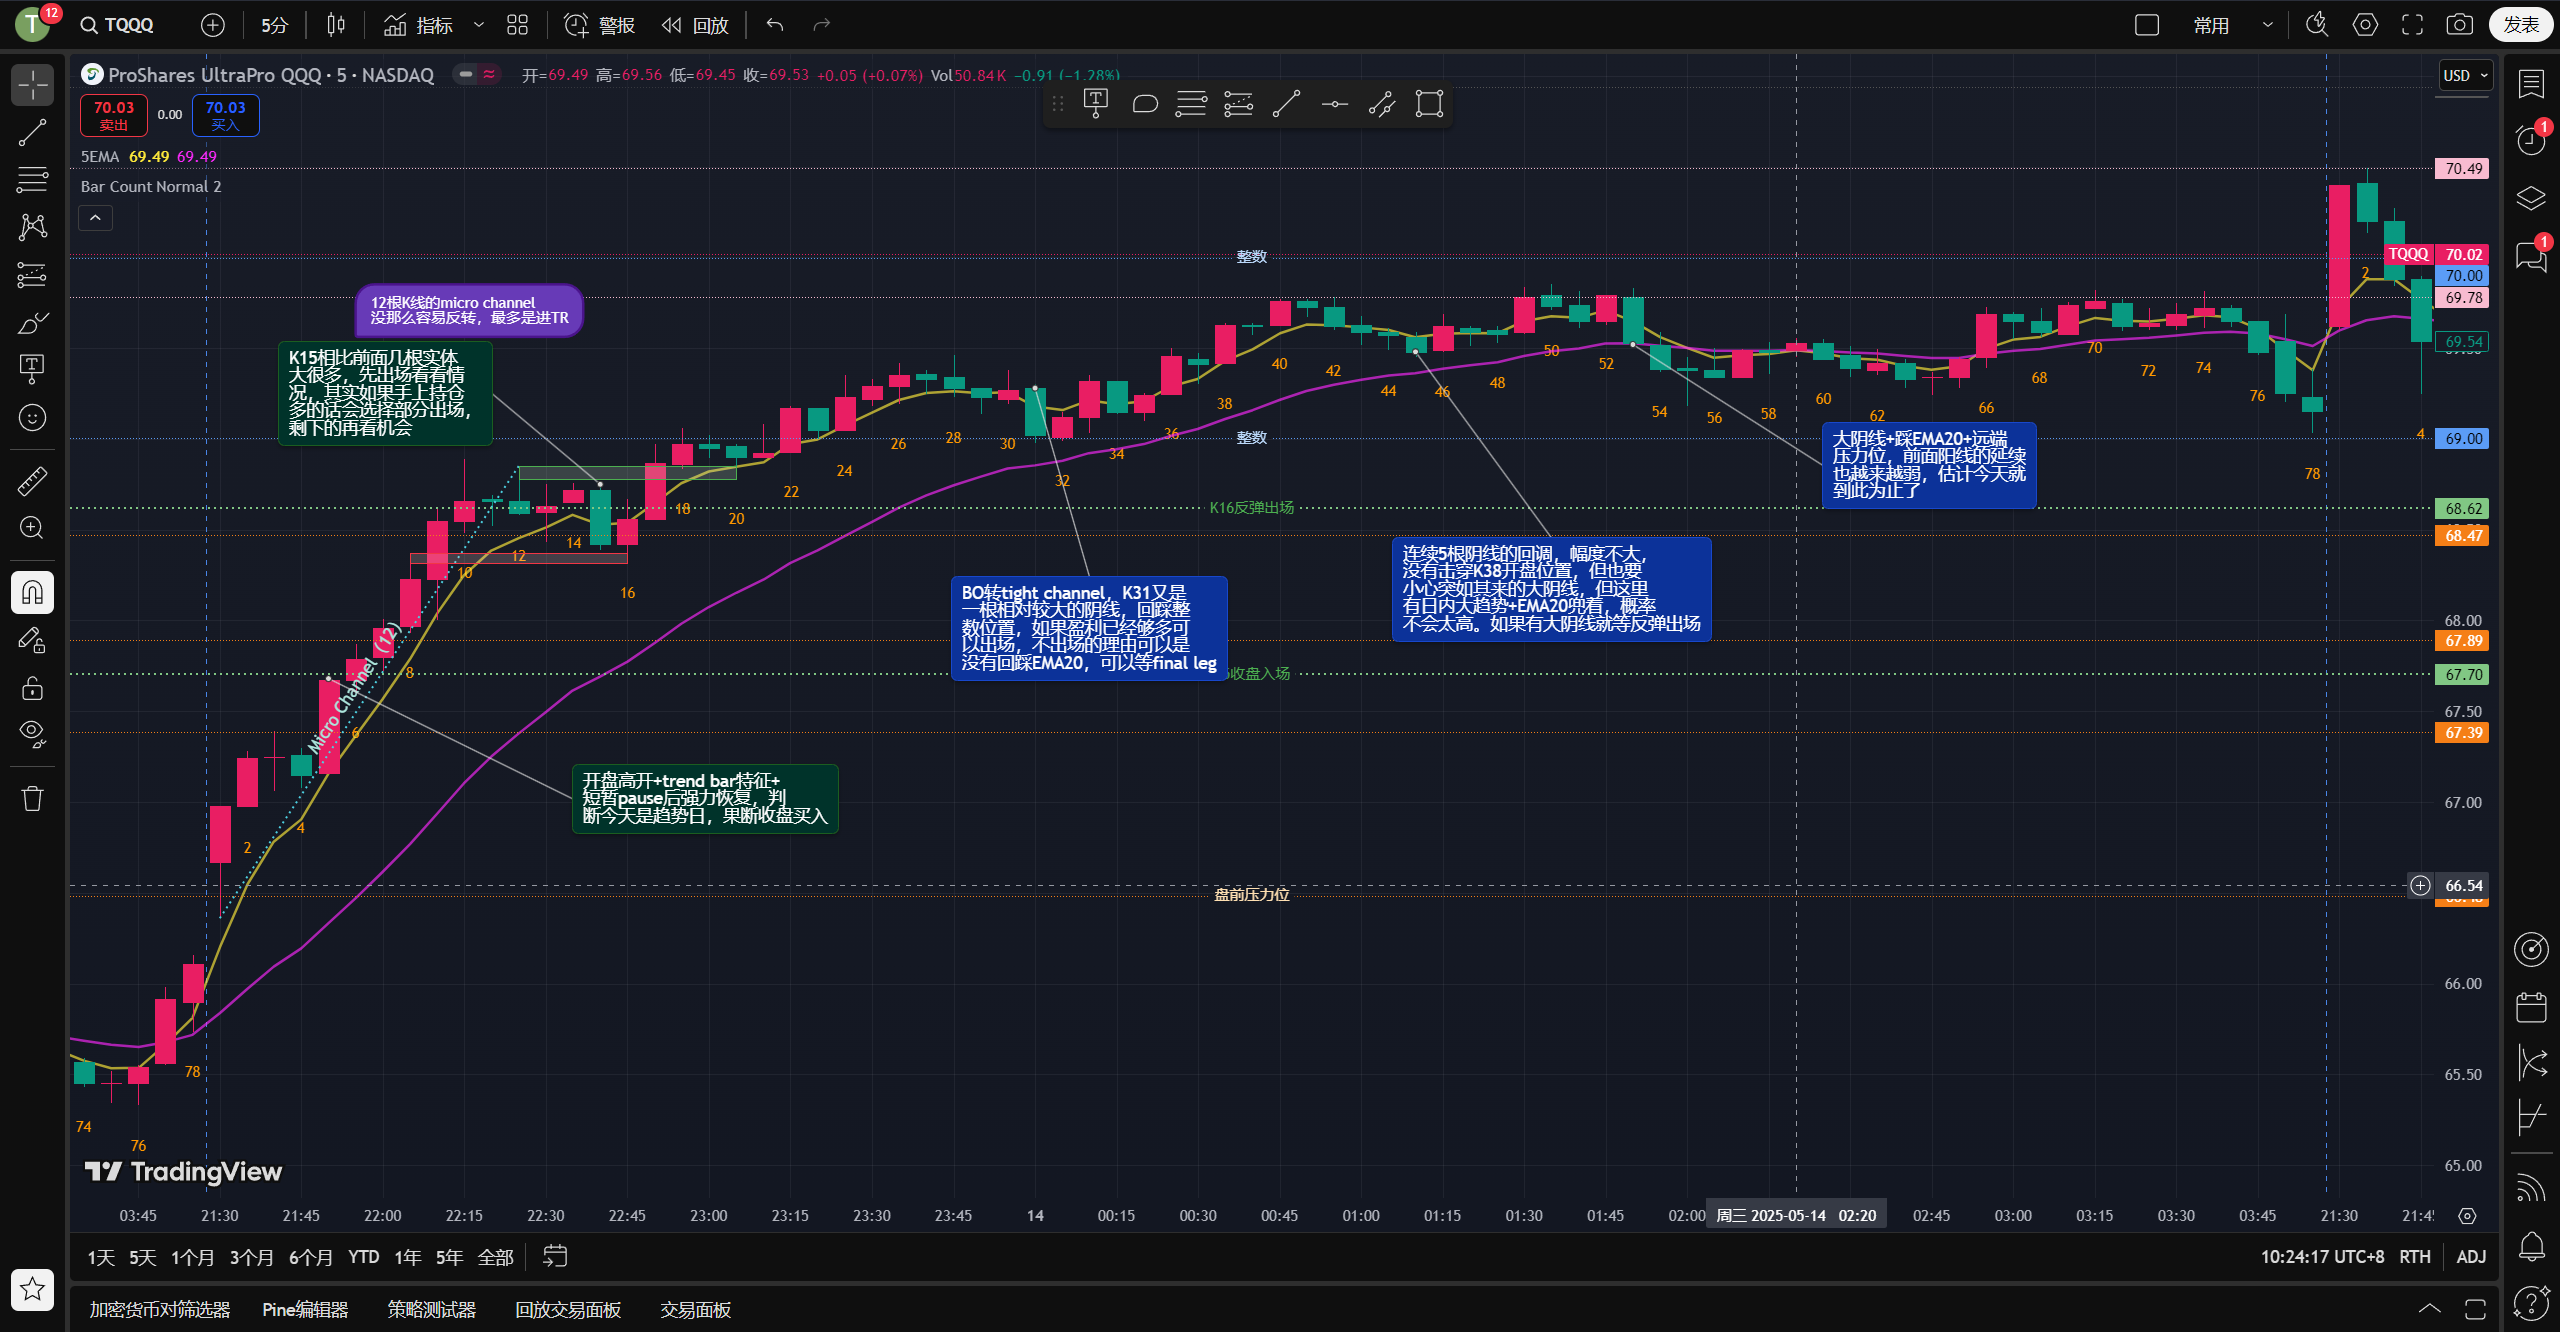 T
12
TQQQ
5分
指标
警报
回放
常用
发表
ProShares UltraPro QQQ · 5 · NASDAQ
开=69.49 高=69.56 低=69.45 收=69.53 +0.05 (+0.07%) Vol50.84 K −0.91 (−1.28%)
USD
70.03
卖出
0.00
70.03
买入
5EMA 69.49 69.49
Bar Count Normal 2
70.49
整数
TQQQ 70.02
70.00
69.78
69.54
69.00
68.62
68.47
68.00
67.89
67.70
67.50
67.39
67.00
66.54
66.00
65.50
65.00
12根K线的micro channel
没那么容易反转，最多是进TR
K15相比前面几根实体
大很多，先出场看看情
况，其实如果手上持仓
多的话会选择部分出场，
剩下的再看机会
整数
K16反弹出场
大阴线+踩EMA20+远端
压力位，前面阳线的延续
也越来越弱，估计今天就
到此为止了
连续5根阴线的回调，幅度不大，
没有击穿K38开盘位置，但也要
小心突如其来的大阴线，但这里
有日内大趋势+EMA20兜着，概率
不会太高。如果有大阴线就等反弹出场
BO转tight channel，K31又是
一根相对较大的阴线，回踩整
数位置，如果盈利已经够多可
以出场，不出场的理由可以是
没有回踩EMA20，可以等final leg
收盘入场
Micro Channel (12)
开盘高开+trend bar特征+
短暂pause后强力恢复，判
断今天是趋势日，果断收盘买入
盘前压力位
74
76
78
2
4
6
8
10
12
14
16
18
20
22
24
26
28
30
32
34
36
38
40
42
44
46
48
50
52
54
56
58
60
62
66
68
70
72
74
76
78
2
4
TradingView
03:45 21:30 21:45 22:00 22:15 22:30 22:45 23:00 23:15 23:30 23:45 14 00:15 00:30 00:45 01:00 01:15 01:30 01:45 02:00 周三 2025-05-14 02:20 02:45 03:00 03:15 03:30 03:45 21:30
1天 5天 1个月 3个月 6个月 YTD 1年 5年 全部
10:24:17 UTC+8 RTH ADJ
加密货币对筛选器 Pine编辑器 策略测试器 回放交易面板 交易面板
1
1